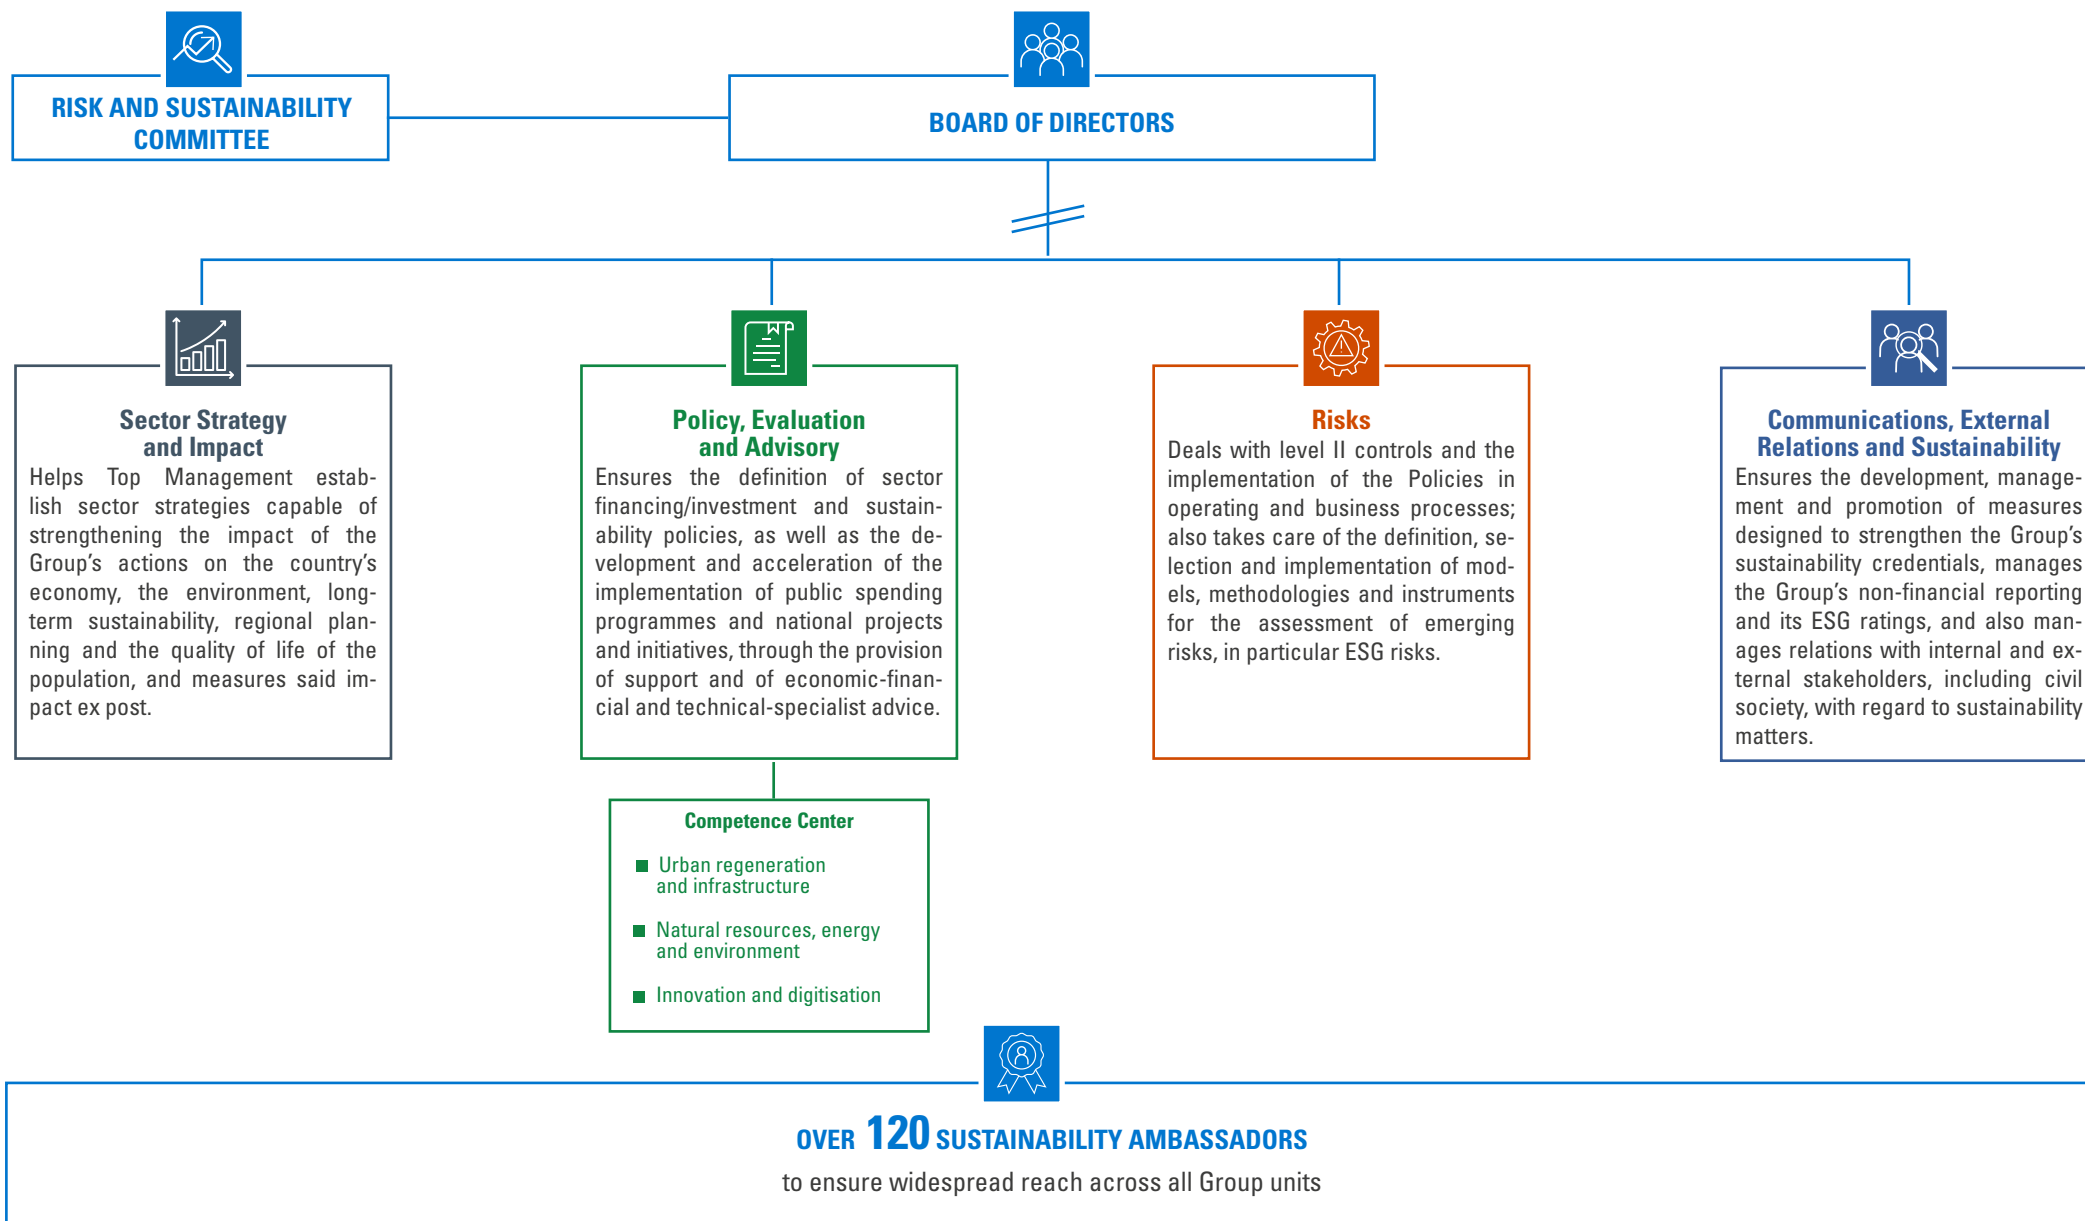 RISK AND SUSTAINABILITY
COMMITTEE
BOARD OF DIRECTORS
Sector Strategy
and Impact
Helps Top Management estab-
lish sector strategies capable of
strengthening the impact of the
Group's actions on the country's
economy, the environment, long-
term sustainability, regional plan-
ning and the quality of life of the
population, and measures said im-
pact ex post.
Policy, Evaluation
and Advisory
Ensures the definition of sector
financing/investment and sustain-
ability policies, as well as the de-
velopment and acceleration of the
implementation of public spending
programmes and national projects
and initiatives, through the provision
of support and of economic-finan-
cial and technical-specialist advice.
Competence Center
Urban regeneration
and infrastructure
Natural resources, energy
and environment
Innovation and digitisation
Risks
Deals with level II controls and the
implementation of the Policies in
operating and business processes;
also takes care of the definition, se-
lection and implementation of mod-
els, methodologies and instruments
for the assessment of emerging
risks, in particular ESG risks.
Communications, External
Relations and Sustainability
Ensures the development, manage-
ment and promotion of measures
designed to strengthen the Group's
sustainability credentials, manages
the Group's non-financial reporting
and its ESG ratings, and also man-
ages relations with internal and ex-
ternal stakeholders, including civil
society, with regard to sustainability
matters.
OVER 120 SUSTAINABILITY AMBASSADORS
to ensure widespread reach across all Group units